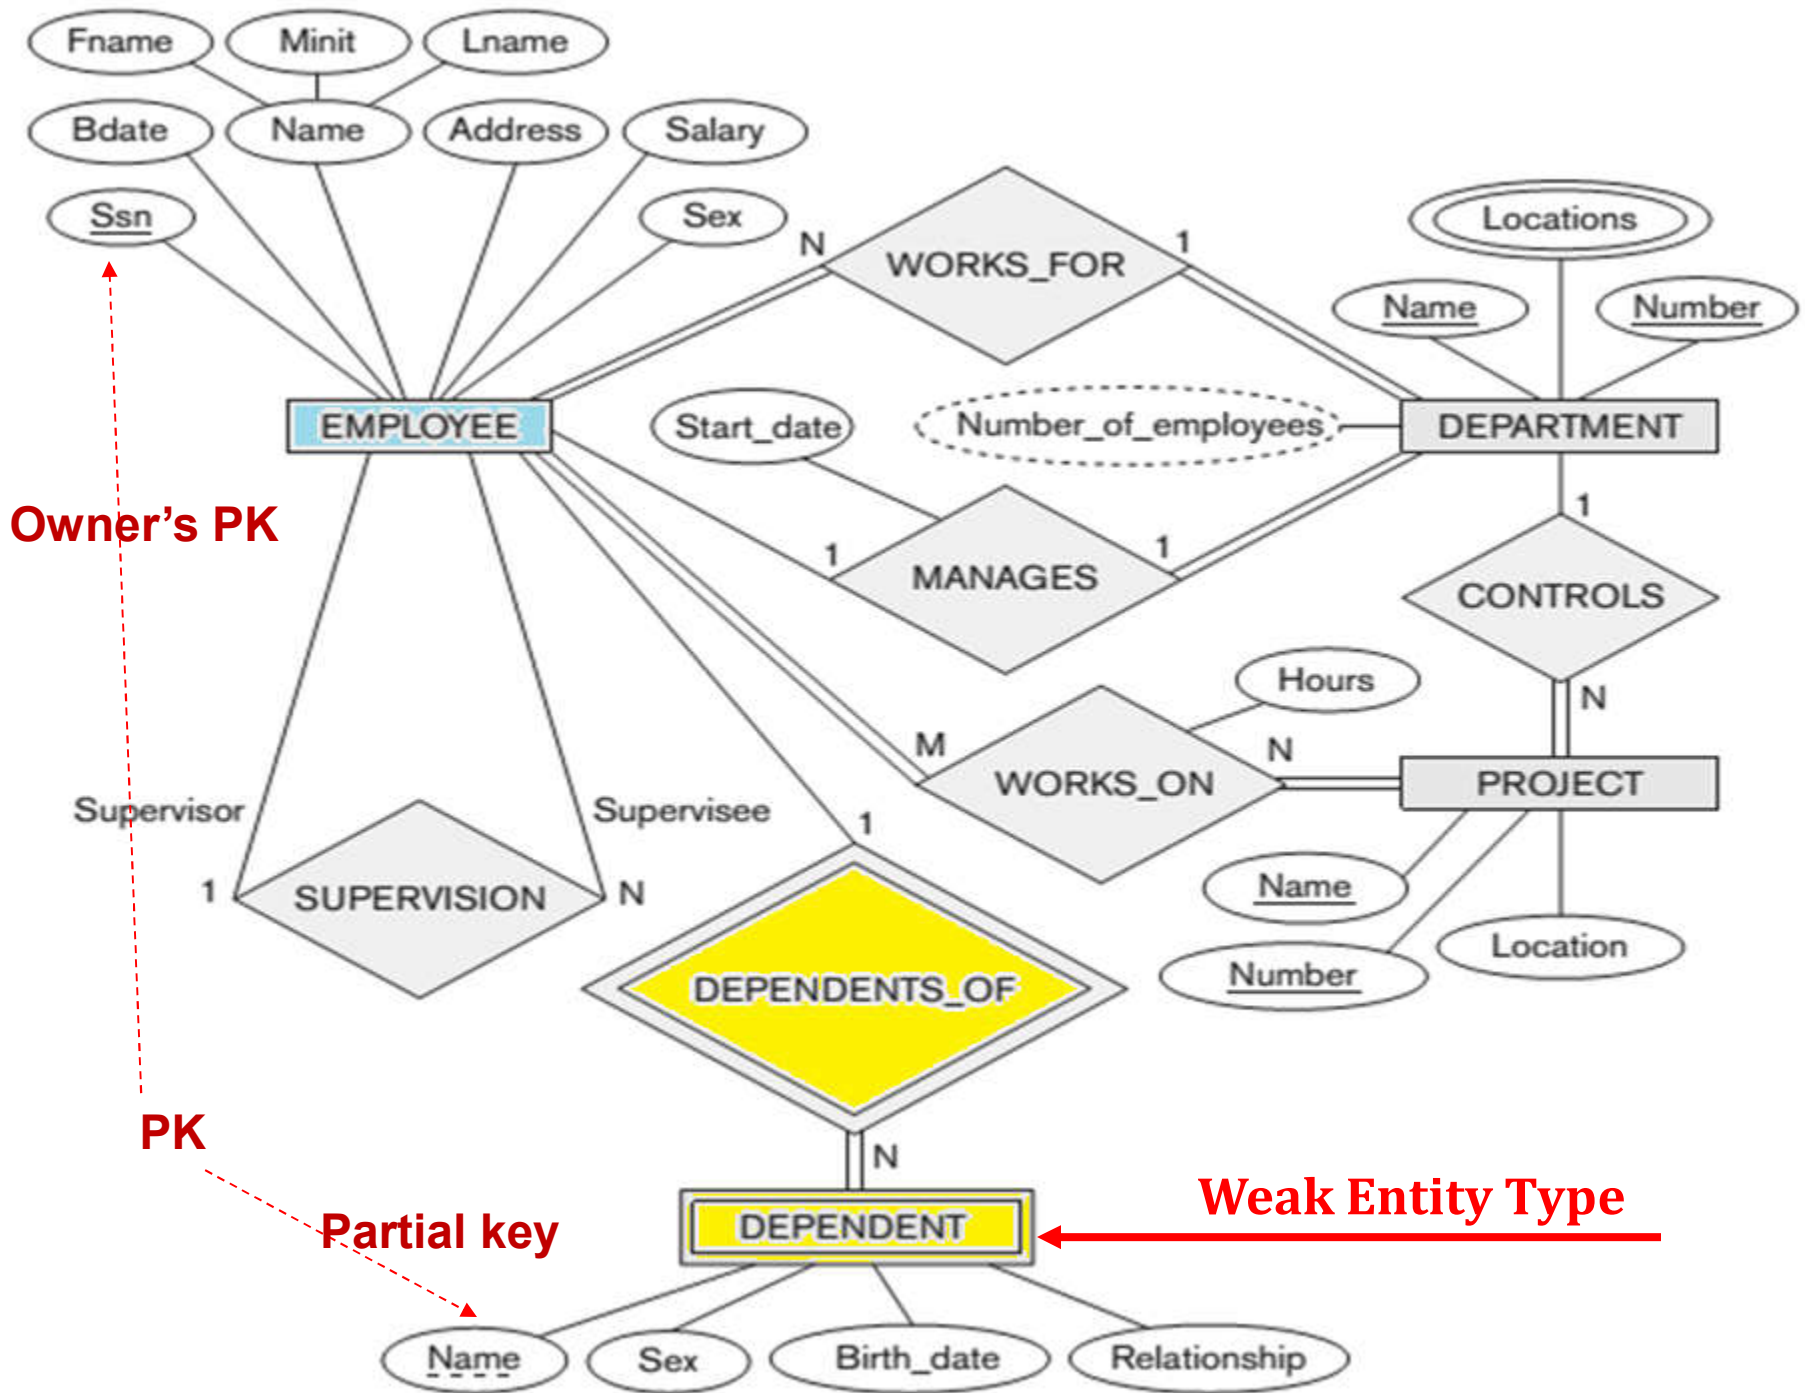 Fname
Minit
Lname
Bdate
Name
Address
Salary
Ssn
Sex
N
WORKS_FOR
1
Locations
Name
Number
EMPLOYEE
Start_date
Number_of_employees
DEPARTMENT
Owner’s PK
1
MANAGES
1
1
CONTROLS
N
Hours
M
WORKS_ON
N
PROJECT
Supervisor
Supervisee
1
1
SUPERVISION
N
Name
Number
Location
DEPENDENTS_OF
PK
N
Weak Entity Type
Partial key
DEPENDENT
Name
Sex
Birth_date
Relationship